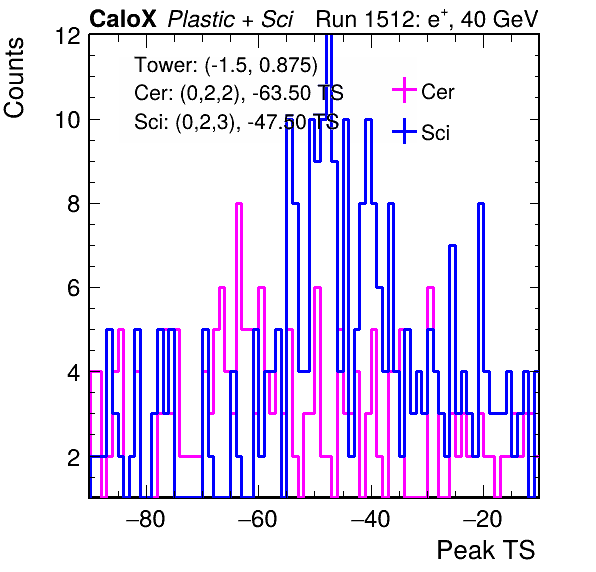 CaloX Plastic + Sci Run 1512: e⁺, 40 GeV
Counts
12
10
8
6
4
2
Tower: (-1.5, 0.875)
Cer: (0,2,2), -63.50 TS
Sci: (0,2,3), -47.50 TS
Cer
Sci
−80 −60 −40 −20
Peak TS